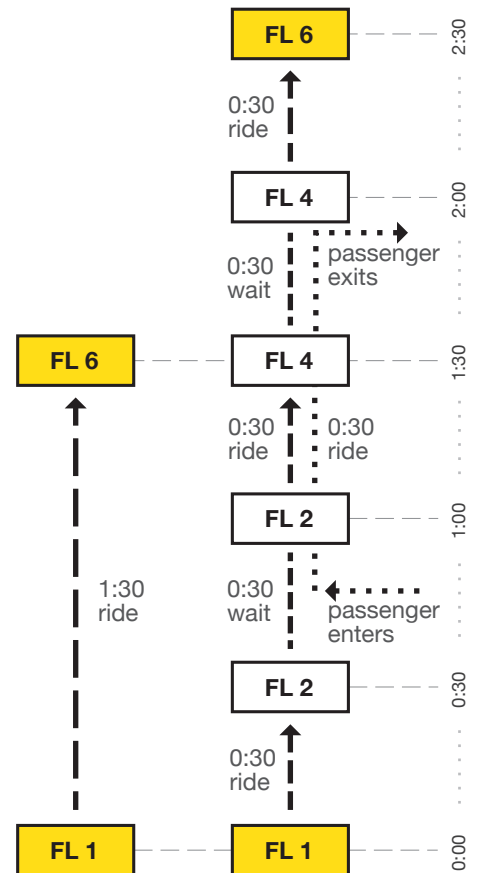 FL 6
2:30
0:30
ride
FL 4
2:00
passenger
exits
0:30
wait
FL 6
FL 4
1:30
0:30
ride
0:30
ride
FL 2
1:00
1:30
ride
0:30
wait
passenger
enters
FL 2
0:30
0:30
ride
FL 1
FL 1
0:00